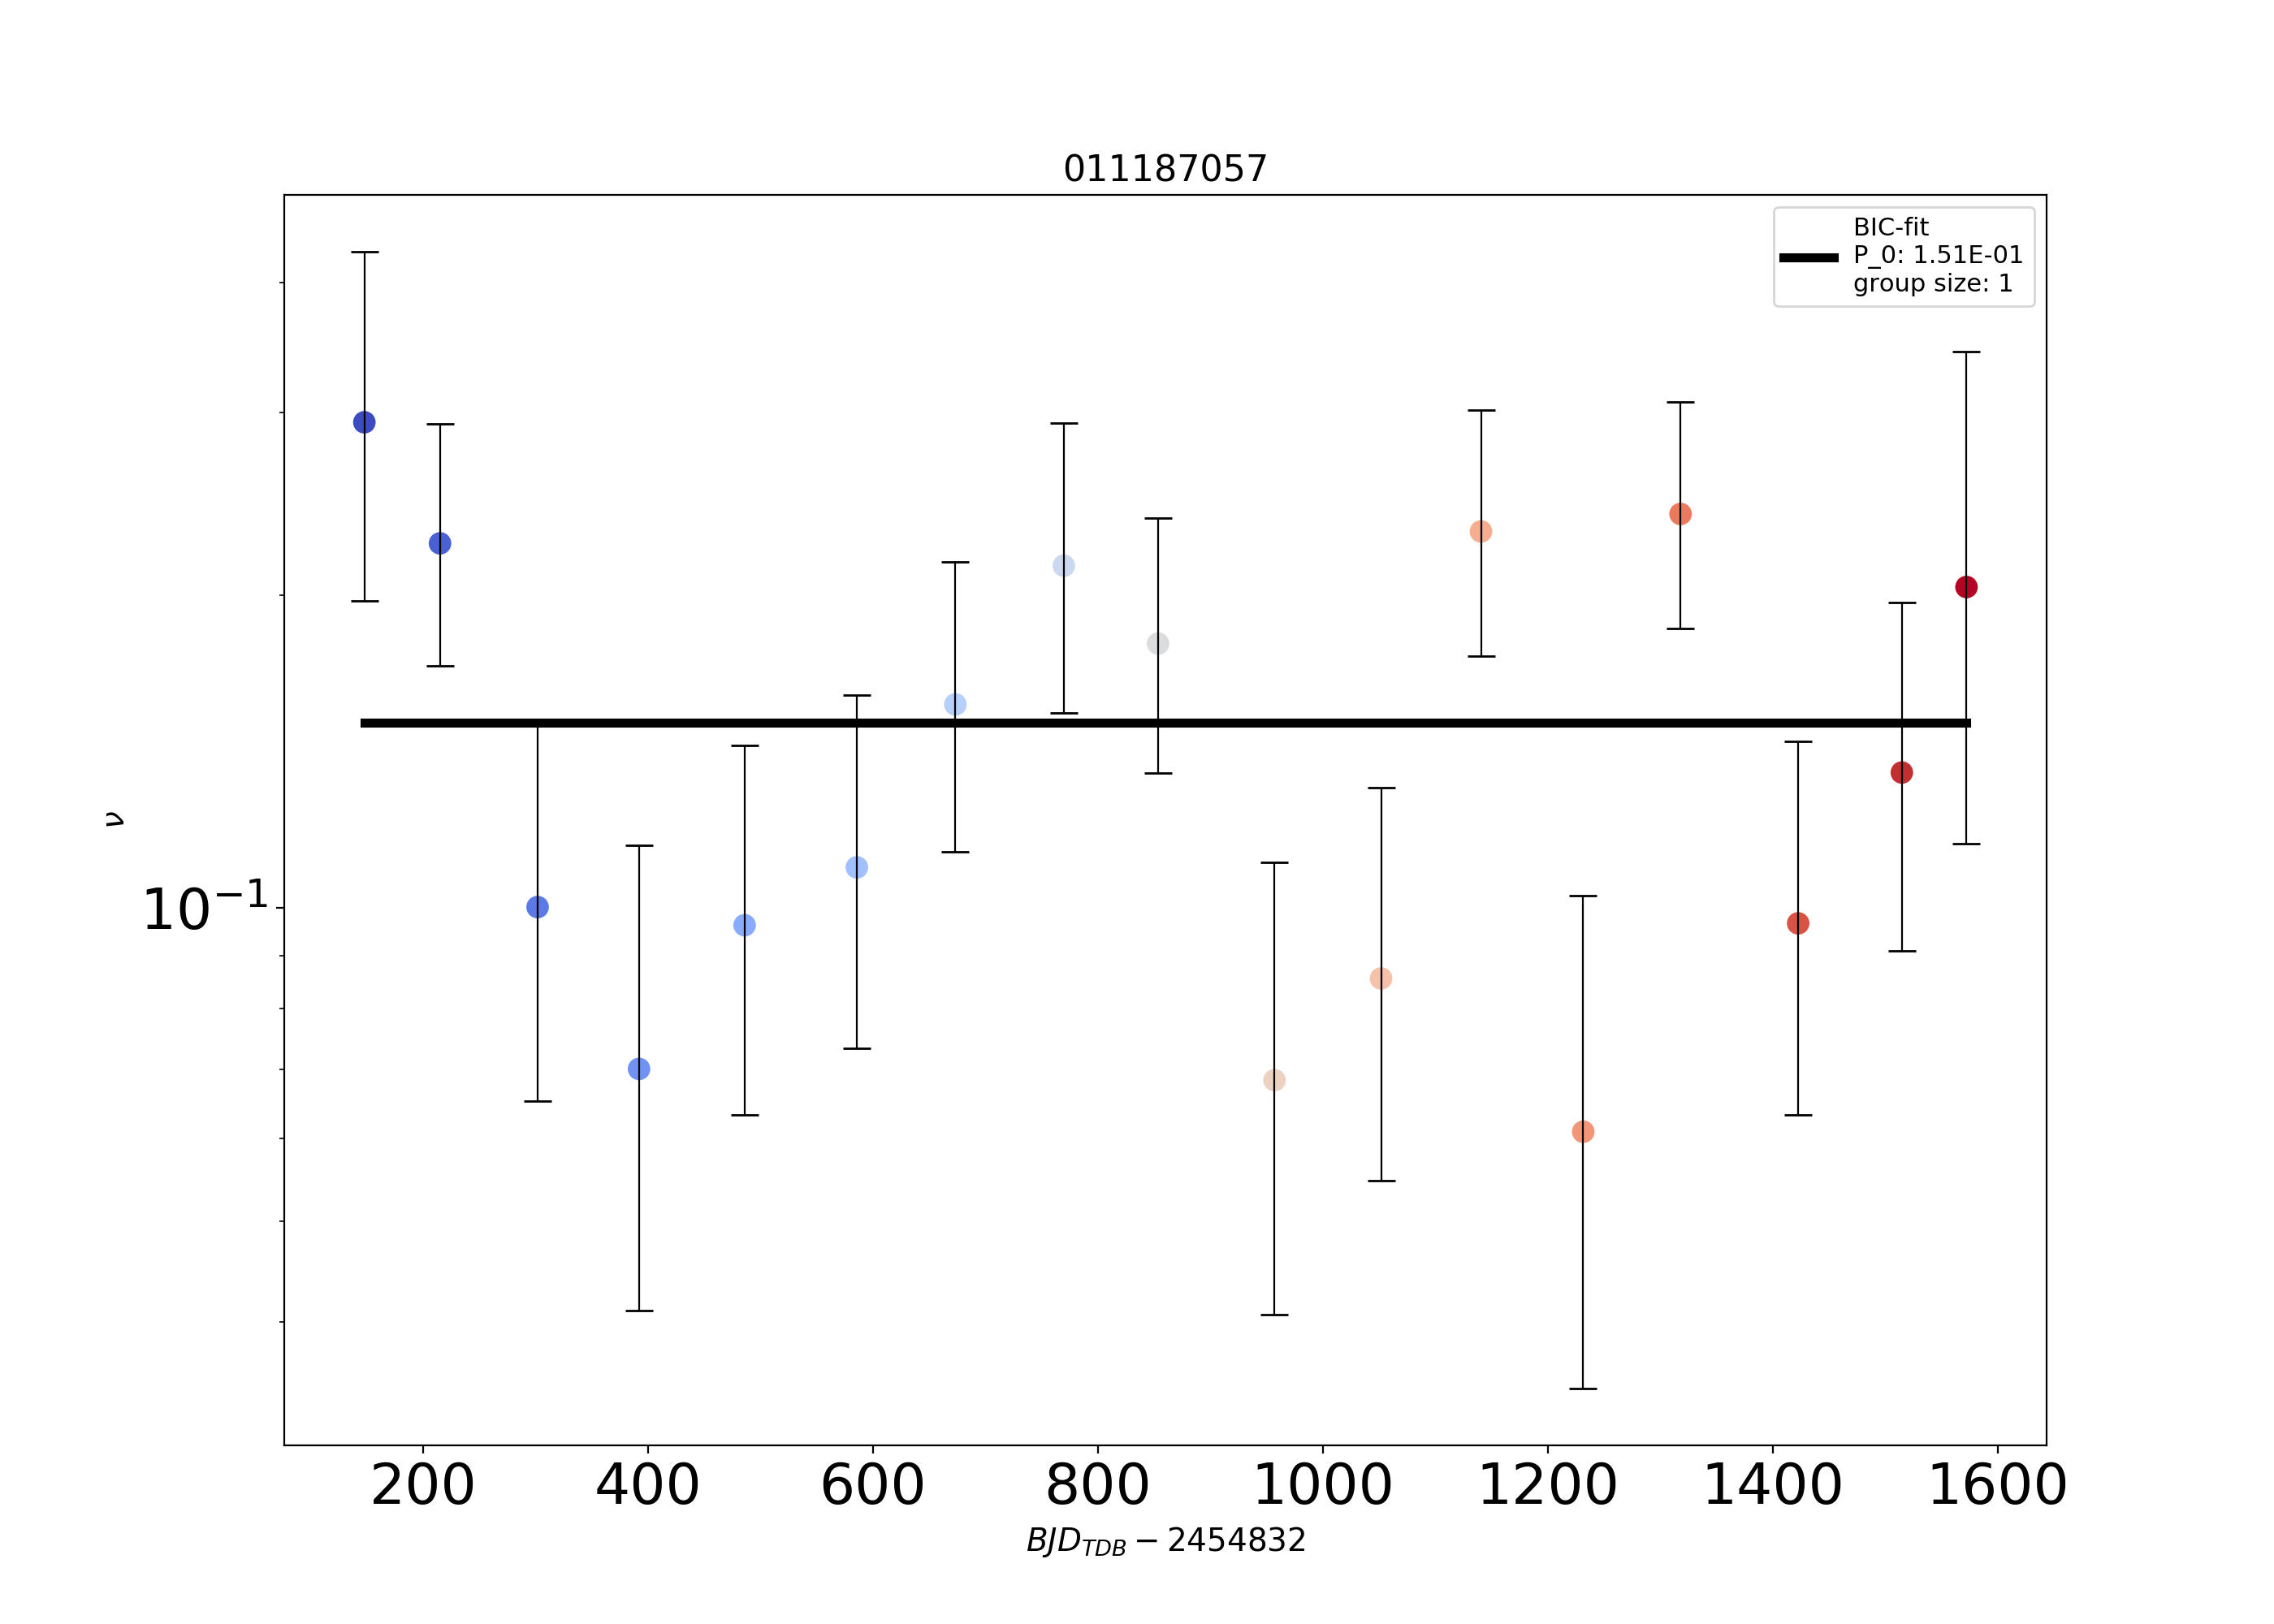 011187057
BIC-fit
P_0: 1.51E-01
group size: 1
ν
10⁻¹
200 400 600 800 1000 1200 1400 1600
BJD_TDB − 2454832